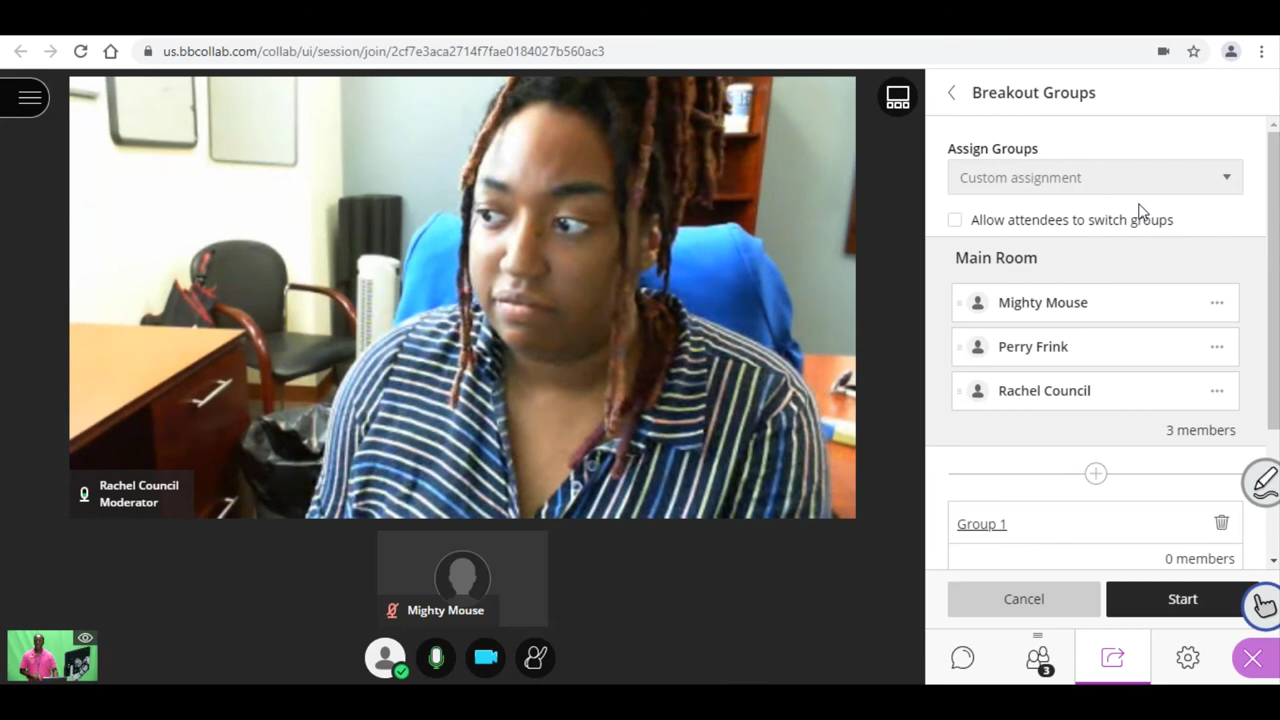 us.bbcollab.com/collab/ui/session/join/2cf7e3aca2714f7fae0184027b560ac3
Breakout Groups
Assign Groups
Custom assignment
Allow attendees to switch groups
Main Room
Mighty Mouse
Perry Frink
Rachel Council
3 members
Group 1
0 members
Cancel
Start
3
Rachel Council
Moderator
Mighty Mouse